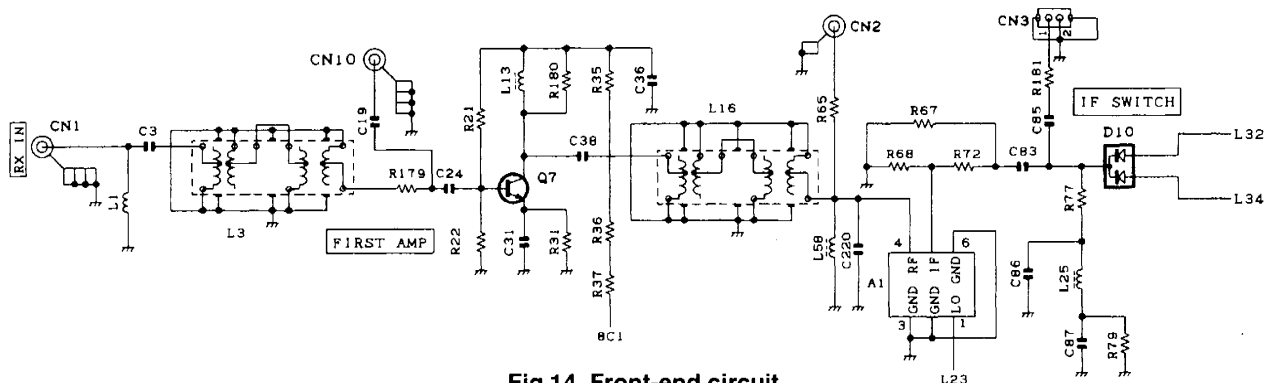 RX IN
CN1
C3
L1
L3
CN10
C19
R179
C24
FIRST AMP
R21
R22
L13
R180
R35
C36
Q7
C31
R31
C38
R36
R37
8C1
L16
CN2
R65
L58
C220
R67
R68
R72
C83
A1
4
6
GND RF
GND IF
LO GND
3
1
L23
CN3
1
2
R181
C85
IF SWITCH
D10
L32
L34
R77
C86
L25
C87
R79
Fig.14 Front-end circuit